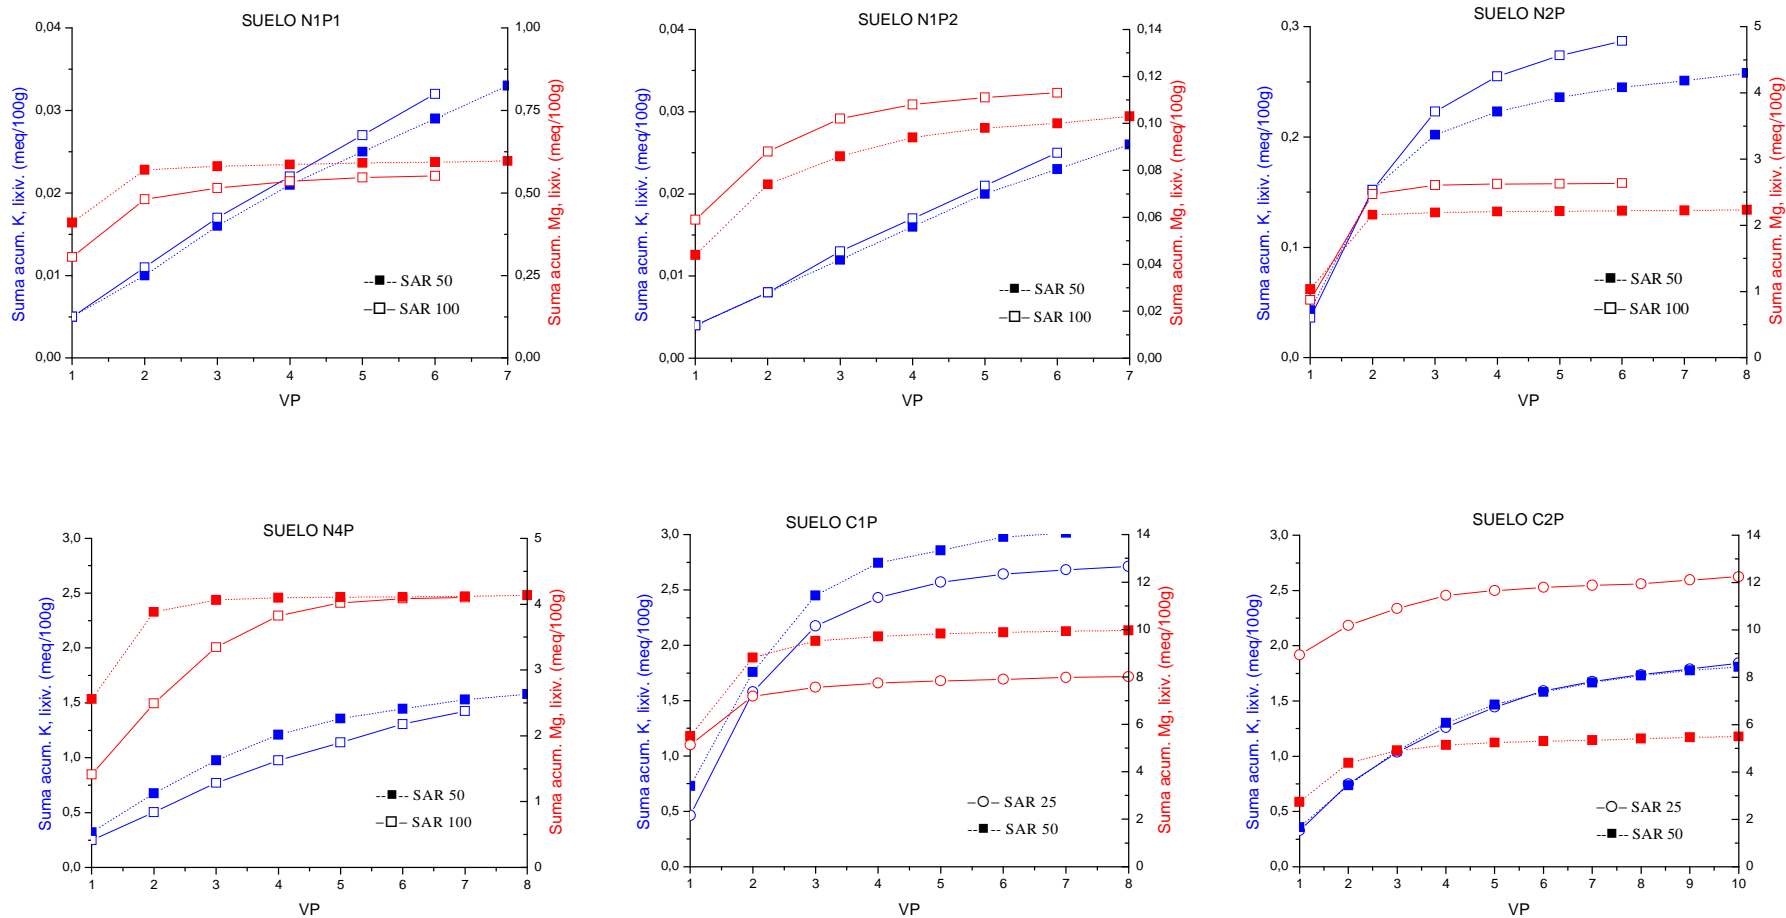 SUELO N1P1
Suma acum. K, lixiv. (meq/100g)
0,04
0,03
0,02
0,01
0,00
1,00
0,75
0,50
0,25
0,00
Suma acum. Mg, lixiv. (meq/100g)
SAR 50
SAR 100
1 2 3 4 5 6 7
VP
SUELO N1P2
Suma acum. K, lixiv. (meq/100g)
0,04
0,03
0,02
0,01
0,00
0,14
0,12
0,10
0,08
0,06
0,04
0,02
0,00
Suma acum. Mg, lixiv. (meq/100g)
SAR 50
SAR 100
1 2 3 4 5 6 7
VP
SUELO N2P
Suma acum. K, lixiv. (meq/100g)
0,3
0,2
0,1
0,0
5
4
3
2
1
0
Suma acum. Mg, lixiv. (meq/100g)
SAR 50
SAR 100
1 2 3 4 5 6 7 8
VP
SUELO N4P
Suma acum. K, lixiv. (meq/100g)
3,0
2,5
2,0
1,5
1,0
0,5
0,0
5
4
3
2
1
0
Suma acum. Mg, lixiv. (meq/100g)
SAR 50
SAR 100
1 2 3 4 5 6 7 8
VP
SUELO C1P
Suma acum. K, lixiv. (meq/100g)
3,0
2,5
2,0
1,5
1,0
0,5
0,0
14
12
10
8
6
4
2
0
Suma acum. Mg, lixiv. (meq/100g)
SAR 25
SAR 50
1 2 3 4 5 6 7 8
VP
SUELO C2P
Suma acum. K, lixiv. (meq/100g)
3,0
2,5
2,0
1,5
1,0
0,5
0,0
14
12
10
8
6
4
2
0
Suma acum. Mg, lixiv. (meq/100g)
SAR 25
SAR 50
1 2 3 4 5 6 7 8 9 10
VP